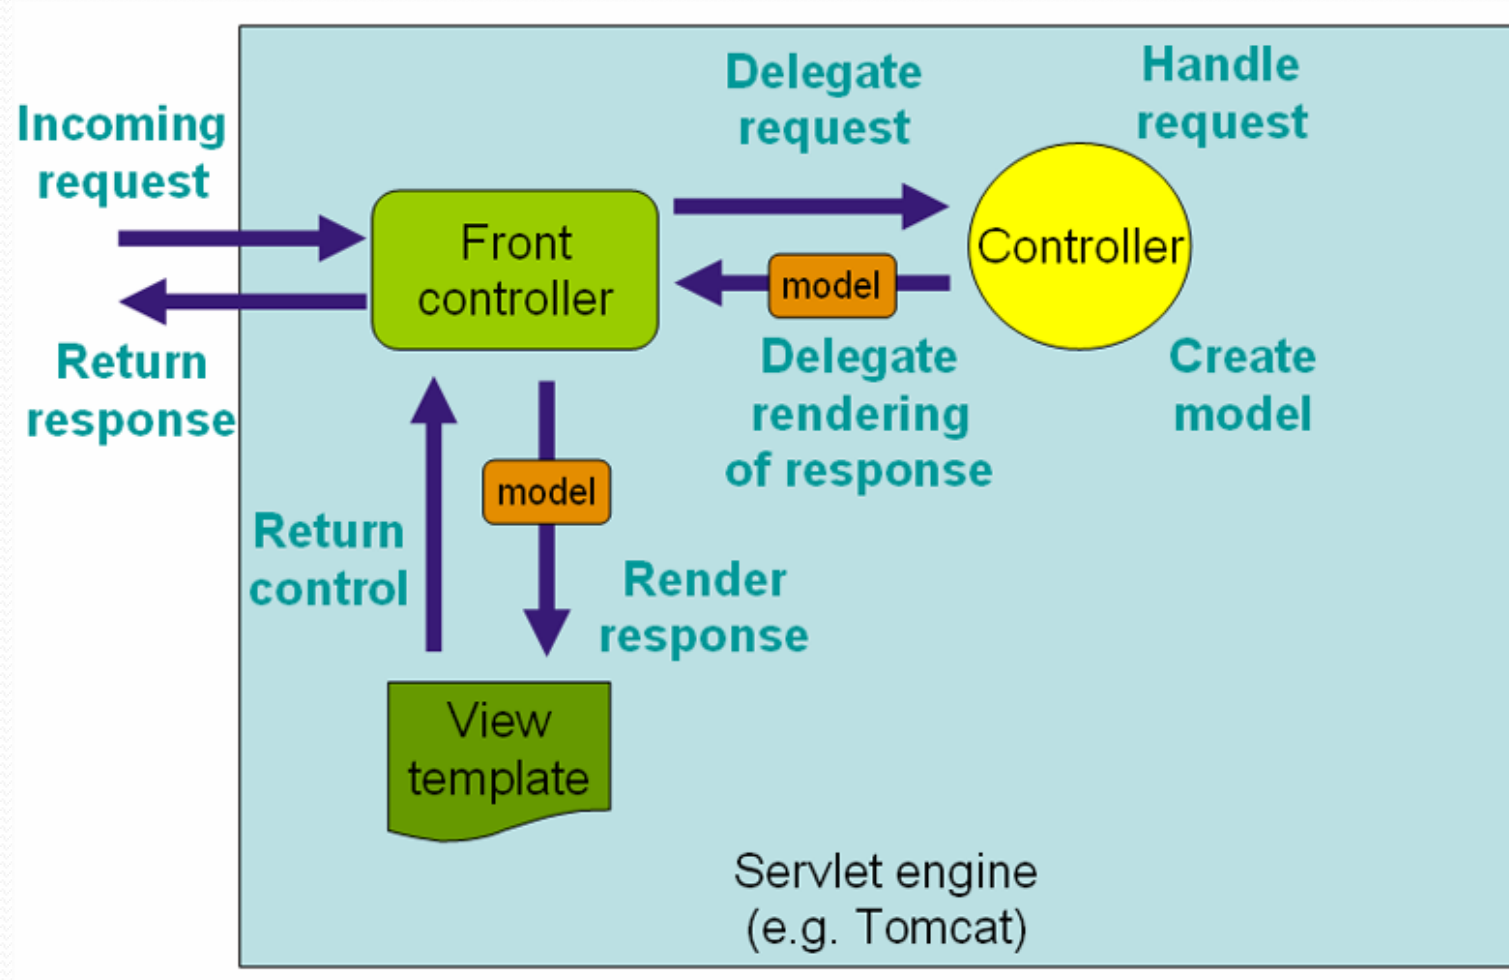 Incoming
request
Delegate
request
Handle
request
Front
controller
Controller
model
Return
response
Delegate
rendering
of response
Create
model
model
Return
control
Render
response
View
template
Servlet engine
(e.g. Tomcat)